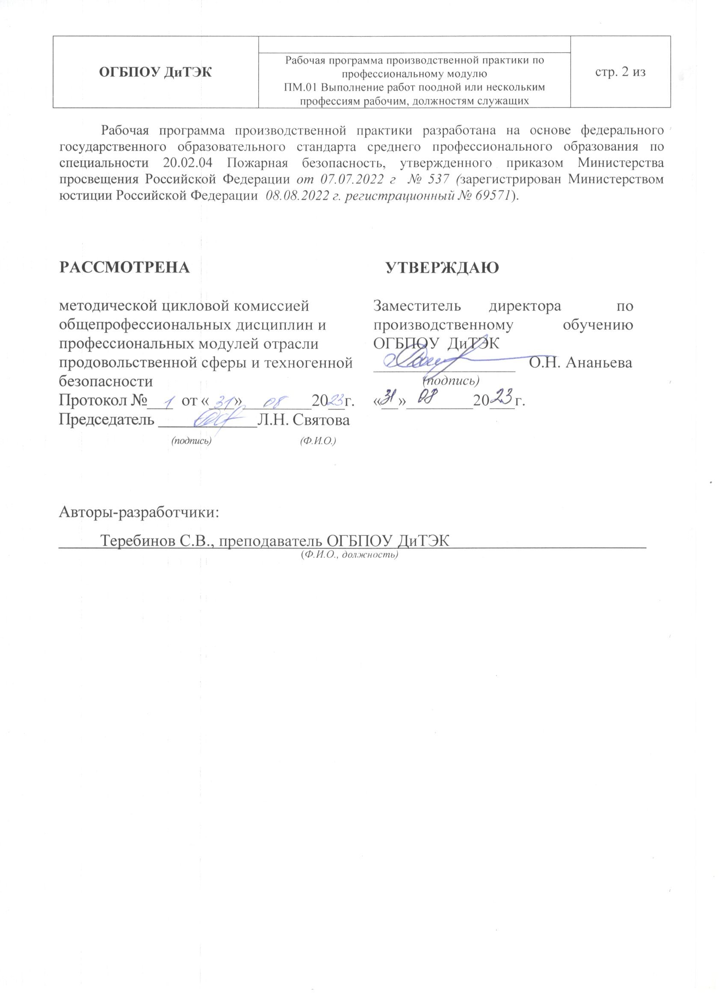 ОГБПОУ ДиТЭК
Рабочая программа производственной практики по
профессиональному модулю
ПМ.01 Выполнение работ поодной или нескольким
профессиям рабочим, должностям служащих
стр. 2 из
Рабочая программа производственной практики разработана на основе федерального
государственного образовательного стандарта среднего профессионального образования по
специальности 20.02.04 Пожарная безопасность, утвержденного приказом Министерства
просвещения Российской Федерации от 07.07.2022 г № 537 (зарегистрирован Министерством
юстиции Российской Федерации 08.08.2022 г. регистрационный № 69571).
РАССМОТРЕНА
методической цикловой комиссией
общепрофессиональных дисциплин и
профессиональных модулей отрасли
продовольственной сферы и техногенной
безопасности
Протокол № 1 от « 31 » 08 2023г.
Председатель Л.Н. Святова
(подпись) (Ф.И.О.)
УТВЕРЖДАЮ
Заместитель директора по
производственному обучению
ОГБПОУ ДиТЭК
О.Н. Ананьева
(подпись)
«31» 08 2023г.
Авторы-разработчики:
Теребинов С.В., преподаватель ОГБПОУ ДиТЭК
(Ф.И.О., должность)